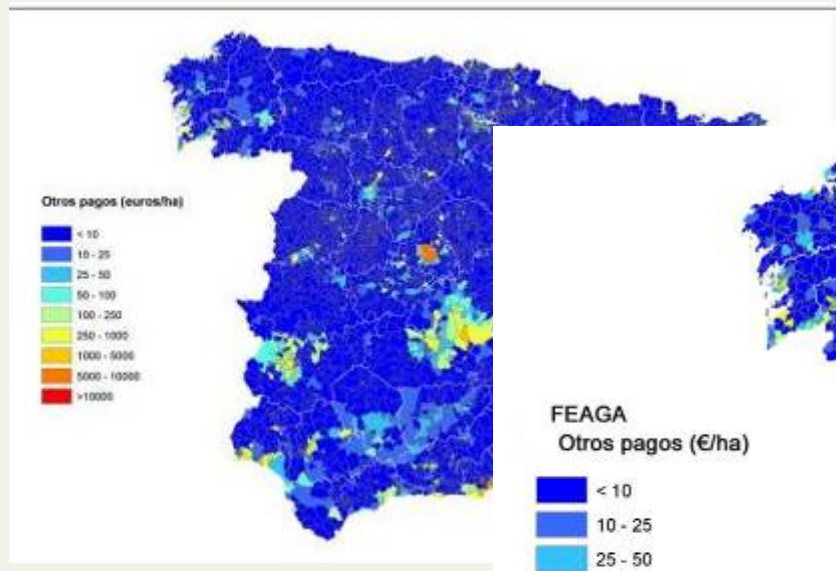 Otros pagos (euros/ha)
< 10
10 - 25
25 - 50
50 - 100
100 - 250
250 - 1000
1000 - 5000
5000 - 10000
>10000
FEAGA
Otros pagos (€/ha)
< 10
10 - 25
25 - 50